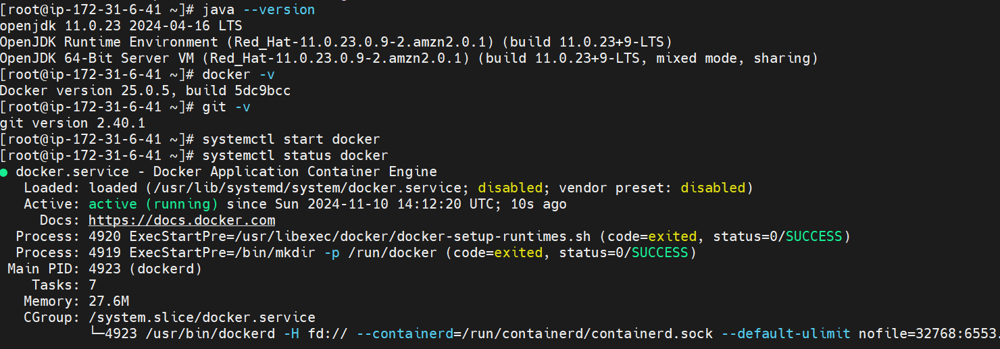 [root@ip-172-31-6-41 ~]# java --version
openjdk 11.0.23 2024-04-16 LTS
OpenJDK Runtime Environment (Red_Hat-11.0.23.0.9-2.amzn2.0.1) (build 11.0.23+9-LTS)
OpenJDK 64-Bit Server VM (Red_Hat-11.0.23.0.9-2.amzn2.0.1) (build 11.0.23+9-LTS, mixed mode, sharing)
[root@ip-172-31-6-41 ~]# docker -v
Docker version 25.0.5, build 5dc9bcc
[root@ip-172-31-6-41 ~]# git -v
git version 2.40.1
[root@ip-172-31-6-41 ~]# systemctl start docker
[root@ip-172-31-6-41 ~]# systemctl status docker
● docker.service - Docker Application Container Engine
   Loaded: loaded (/usr/lib/systemd/system/docker.service; disabled; vendor preset: disabled)
   Active: active (running) since Sun 2024-11-10 14:12:20 UTC; 10s ago
     Docs: https://docs.docker.com
  Process: 4920 ExecStartPre=/usr/libexec/docker/docker-setup-runtimes.sh (code=exited, status=0/SUCCESS)
  Process: 4919 ExecStartPre=/bin/mkdir -p /run/docker (code=exited, status=0/SUCCESS)
 Main PID: 4923 (dockerd)
    Tasks: 7
   Memory: 27.6M
   CGroup: /system.slice/docker.service
           └─4923 /usr/bin/dockerd -H fd:// --containerd=/run/containerd/containerd.sock --default-ulimit nofile=32768:6553